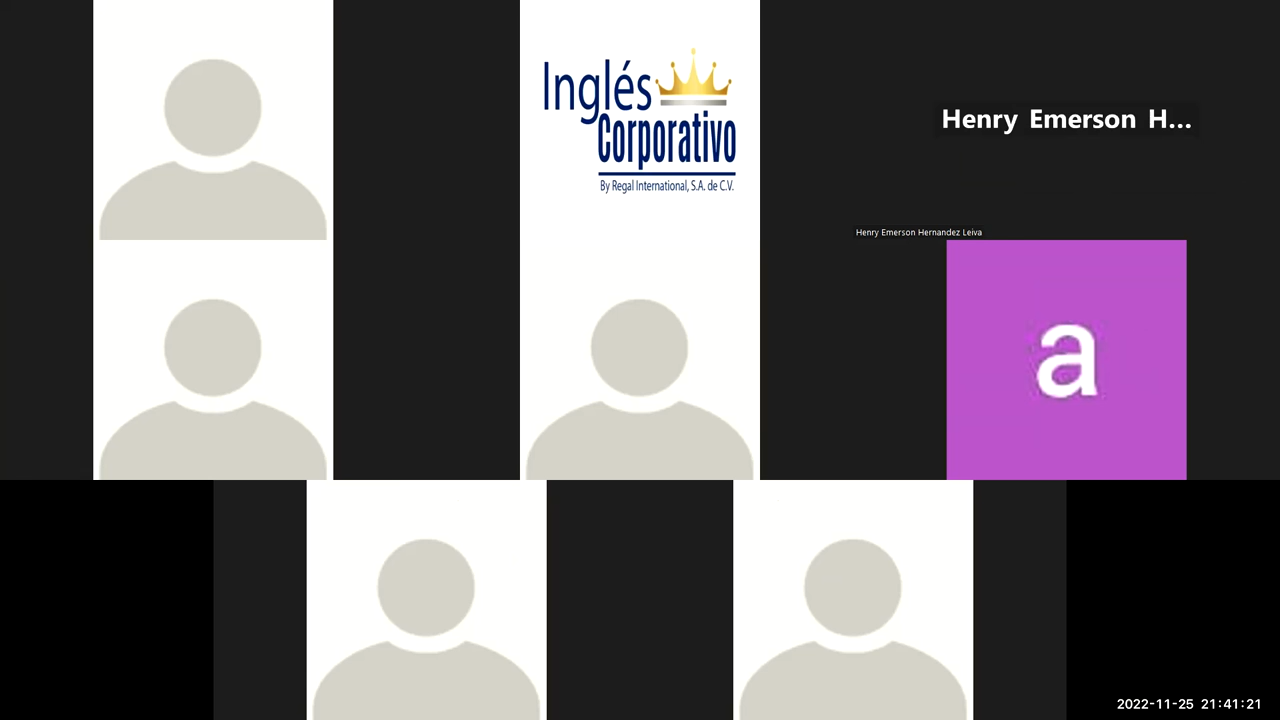 Inglés
Corporativo
By Regal International, S.A. de C.V.
Henry Emerson H...
Henry Emerson Hernandez Leiva
a
2022-11-25 21:41:21